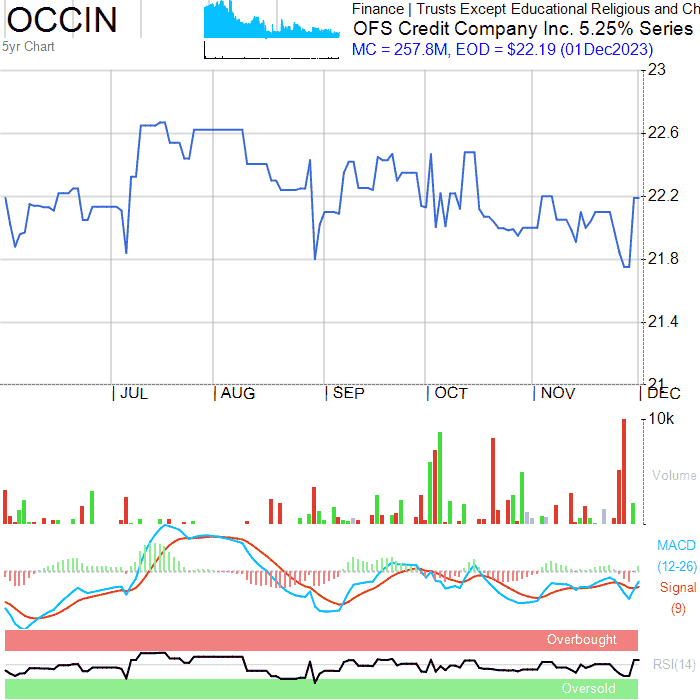 OCCIN
5yr Chart
Finance | Trusts Except Educational Religious and Ch
OFS Credit Company Inc. 5.25% Series
MC = 257.8M, EOD = $22.19 (01Dec2023)
23
22.6
22.2
21.8
21.4
21
JUL AUG SEP OCT NOV DEC
10k
Volume
MACD
(12-26)
Signal
(9)
Overbought
RSI(14)
Oversold